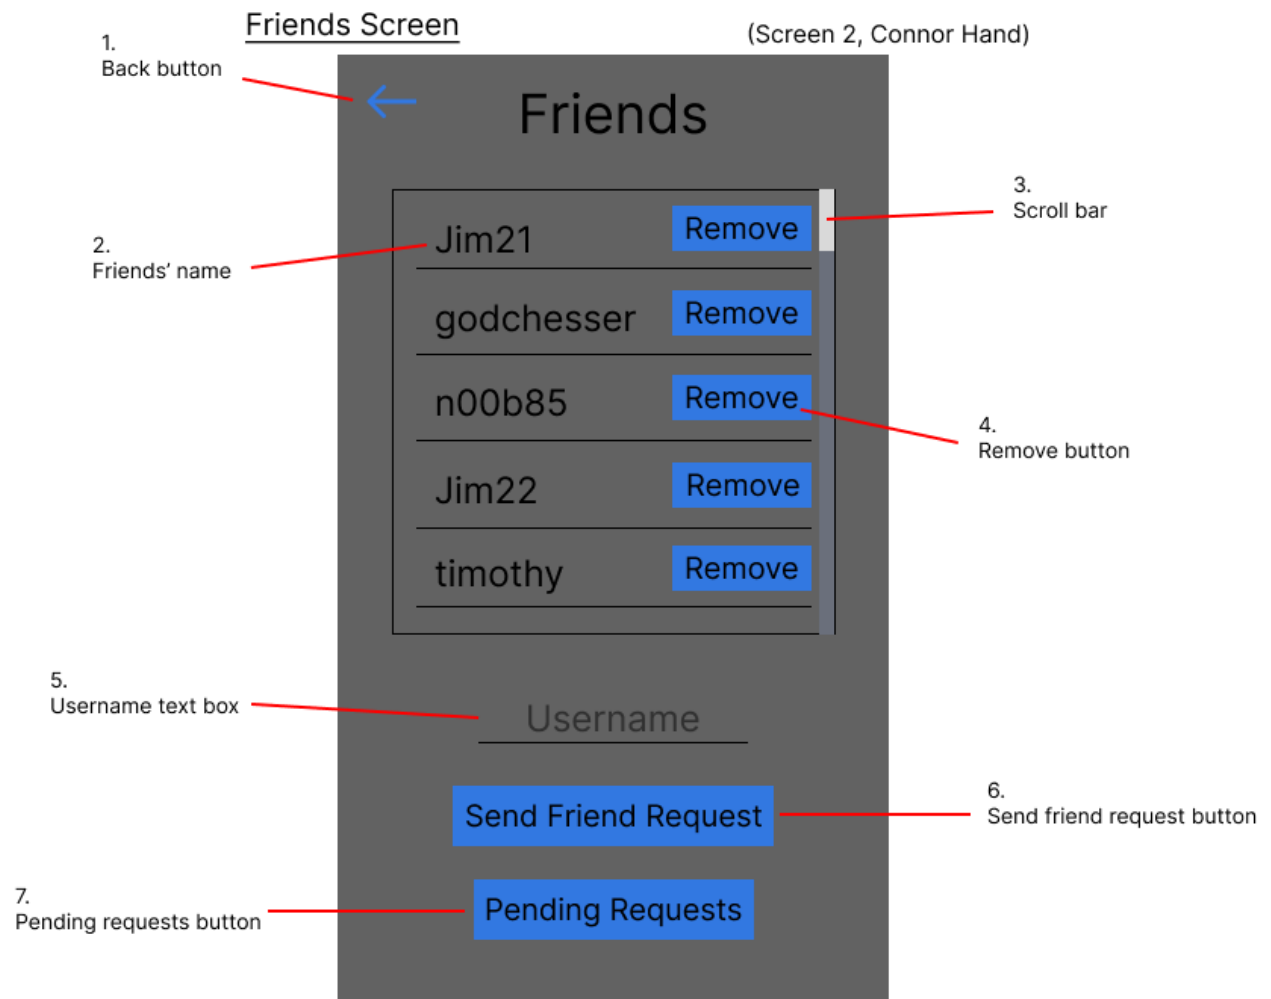 Friends Screen
(Screen 2, Connor Hand)
1.
Back button
Friends
2.
Friends’ name
3.
Scroll bar
Jim21 Remove
godchesser Remove
n00b85 Remove
4.
Remove button
Jim22 Remove
timothy Remove
5.
Username text box
Username
6.
Send friend request button
Send Friend Request
7.
Pending requests button
Pending Requests